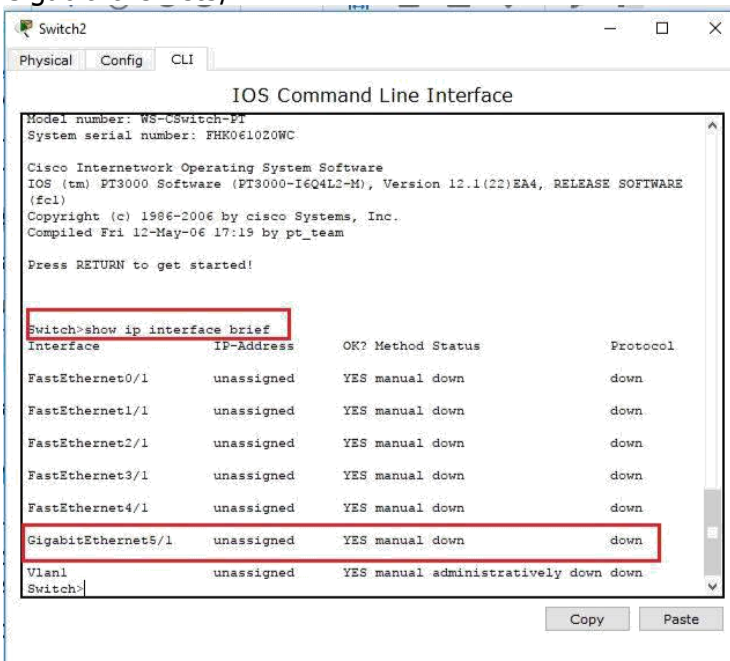 Switch2
Physical Config CLI
IOS Command Line Interface
Model number: WS-CSwitch-PT
System serial number: FHK0610Z0WC
Cisco Internetwork Operating System Software
IOS (tm) PT3000 Software (PT3000-I6Q4L2-M), Version 12.1(22)EA4, RELEASE SOFTWARE
(fc1)
Copyright (c) 1986-2006 by cisco Systems, Inc.
Compiled Fri 12-May-06 17:19 by pt_team
Press RETURN to get started!
Switch>show ip interface brief
Interface IP-Address OK? Method Status Protocol
FastEthernet0/1 unassigned YES manual down down
FastEthernet1/1 unassigned YES manual down down
FastEthernet2/1 unassigned YES manual down down
FastEthernet3/1 unassigned YES manual down down
FastEthernet4/1 unassigned YES manual down down
GigabitEthernet5/1 unassigned YES manual down down
Vlan1 unassigned YES manual administratively down down
Switch>
Copy Paste